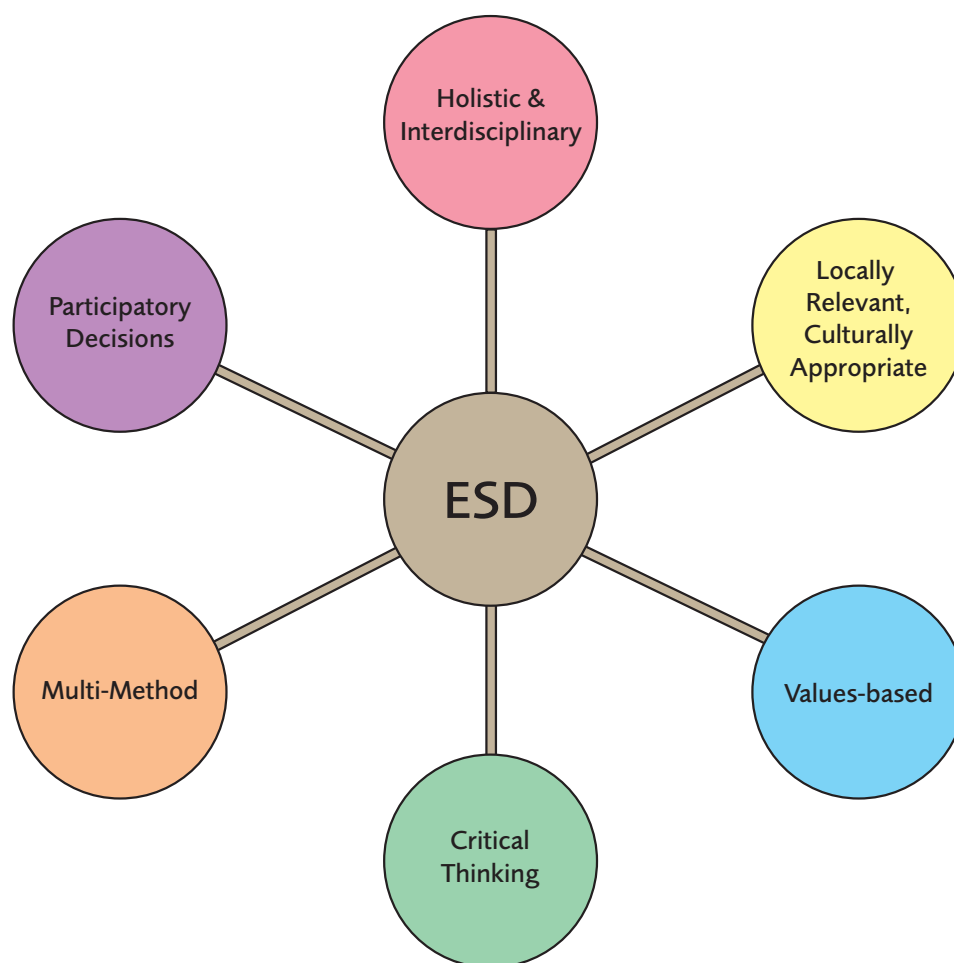 Holistic &
Interdisciplinary
Participatory
Decisions
Locally
Relevant,
Culturally
Appropriate
ESD
Multi-Method
Values-based
Critical
Thinking